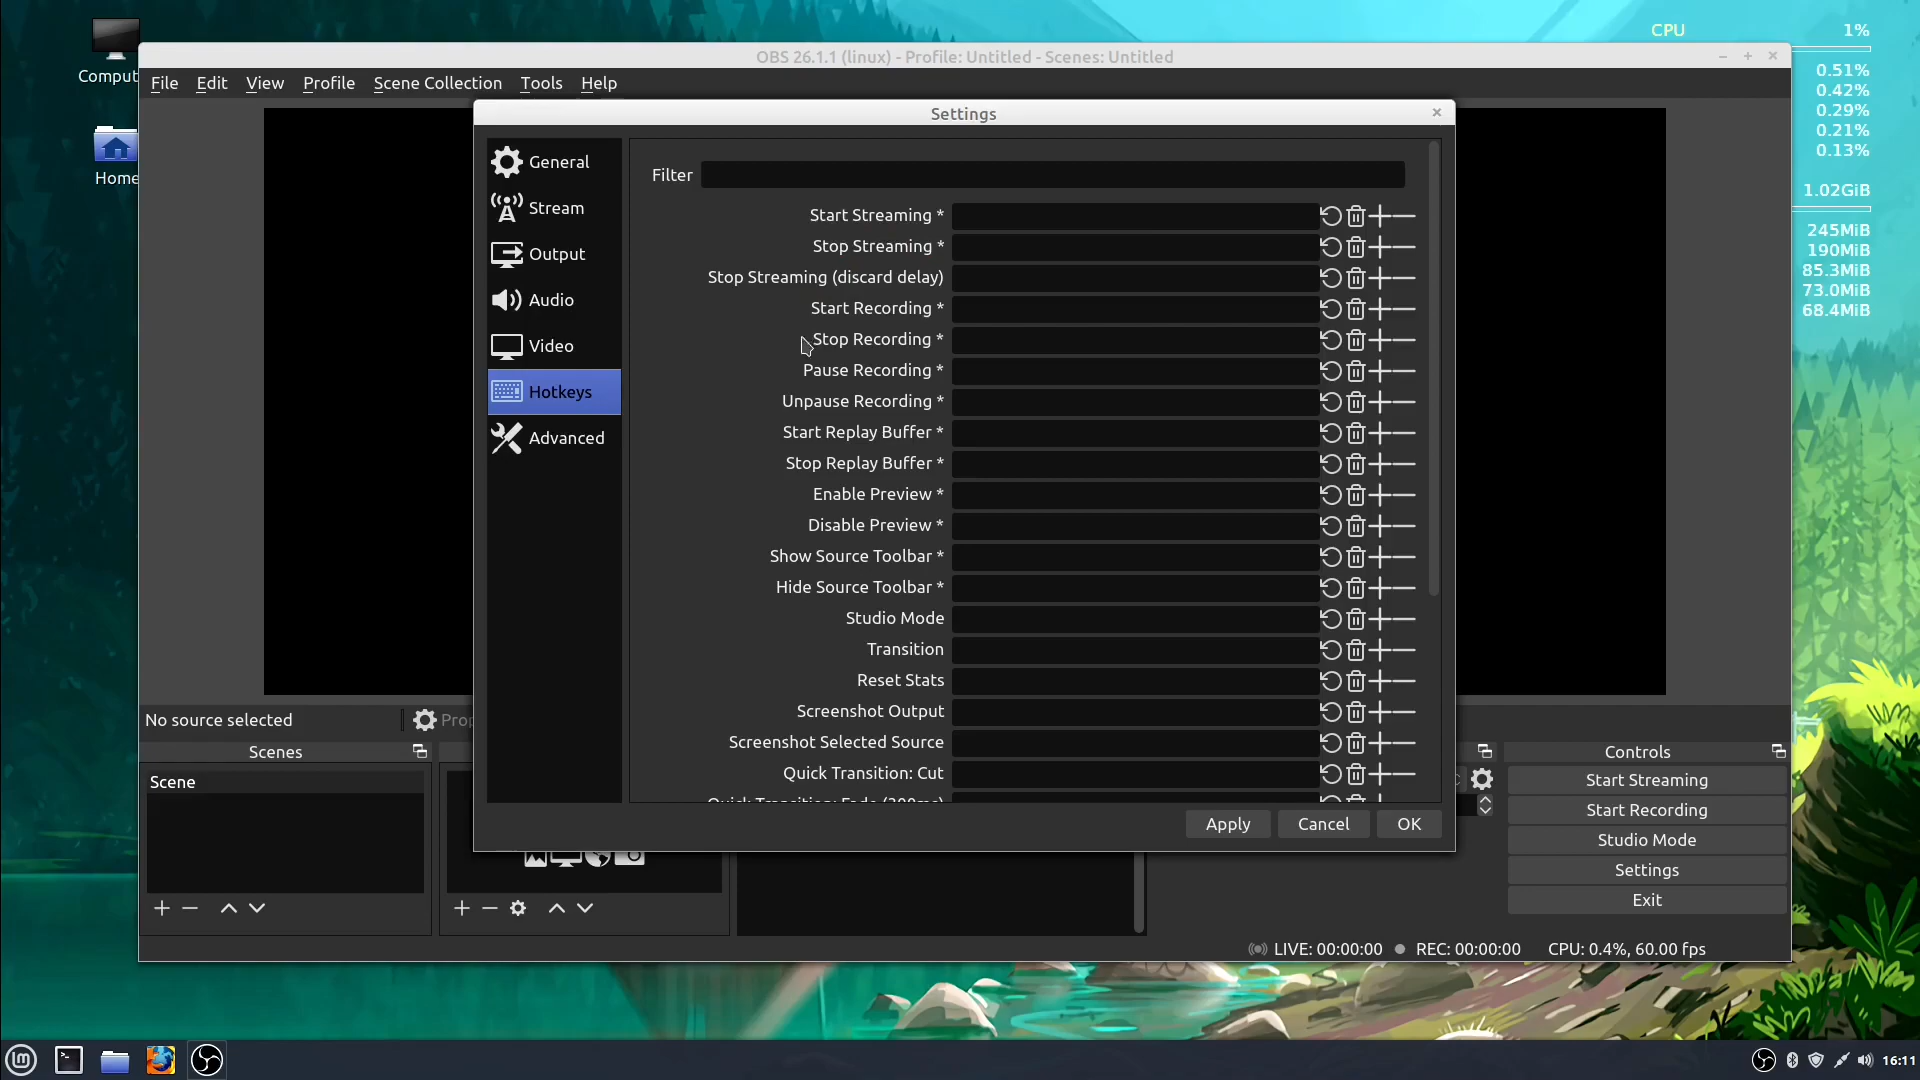 Comput
Home
CPU 1%
0.51%
0.42%
0.29%
0.21%
0.13%
1.02GiB
245MiB
190MiB
85.3MiB
73.0MiB
68.4MiB
OBS 26.1.1 (linux) - Profile: Untitled - Scenes: Untitled
File Edit View Profile Scene Collection Tools Help
Settings
General
Stream
Output
Audio
Video
Hotkeys
Advanced
Filter
Start Streaming *
Stop Streaming *
Stop Streaming (discard delay)
Start Recording *
Stop Recording *
Pause Recording *
Unpause Recording *
Start Replay Buffer *
Stop Replay Buffer *
Enable Preview *
Disable Preview *
Show Source Toolbar *
Hide Source Toolbar *
Studio Mode
Transition
Reset Stats
Screenshot Output
Screenshot Selected Source
Quick Transition: Cut
Quick Transition: Fade (300ms)
Apply Cancel OK
No source selected
Prop
Scenes
Scene
Controls
Start Streaming
Start Recording
Studio Mode
Settings
Exit
LIVE: 00:00:00 REC: 00:00:00 CPU: 0.4%, 60.00 fps
16:11